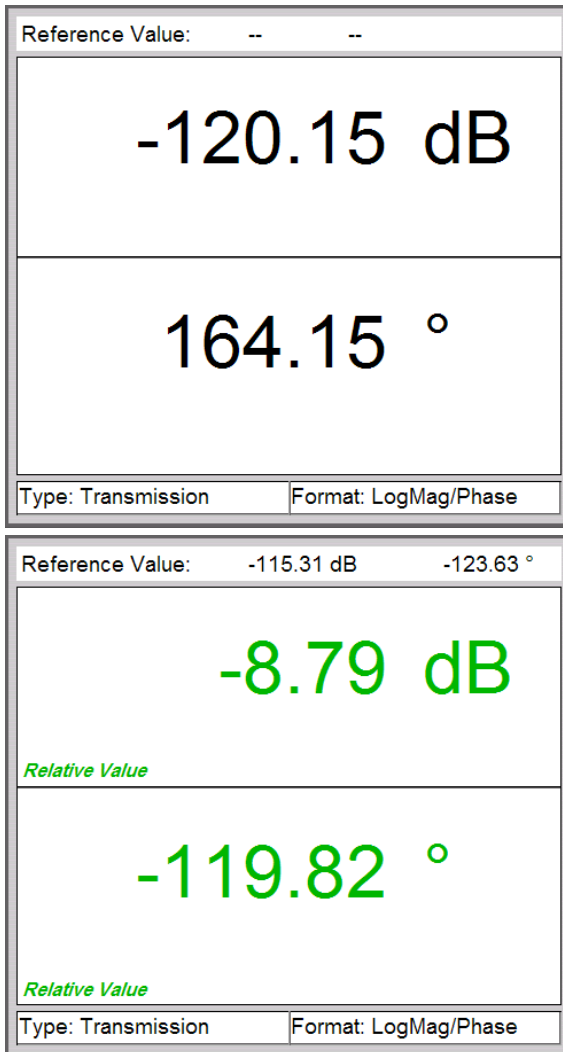 Reference Value: -- --
-120.15 dB
164.15 °
Type: Transmission Format: LogMag/Phase
Reference Value: -115.31 dB -123.63 °
-8.79 dB
Relative Value
-119.82 °
Relative Value
Type: Transmission Format: LogMag/Phase